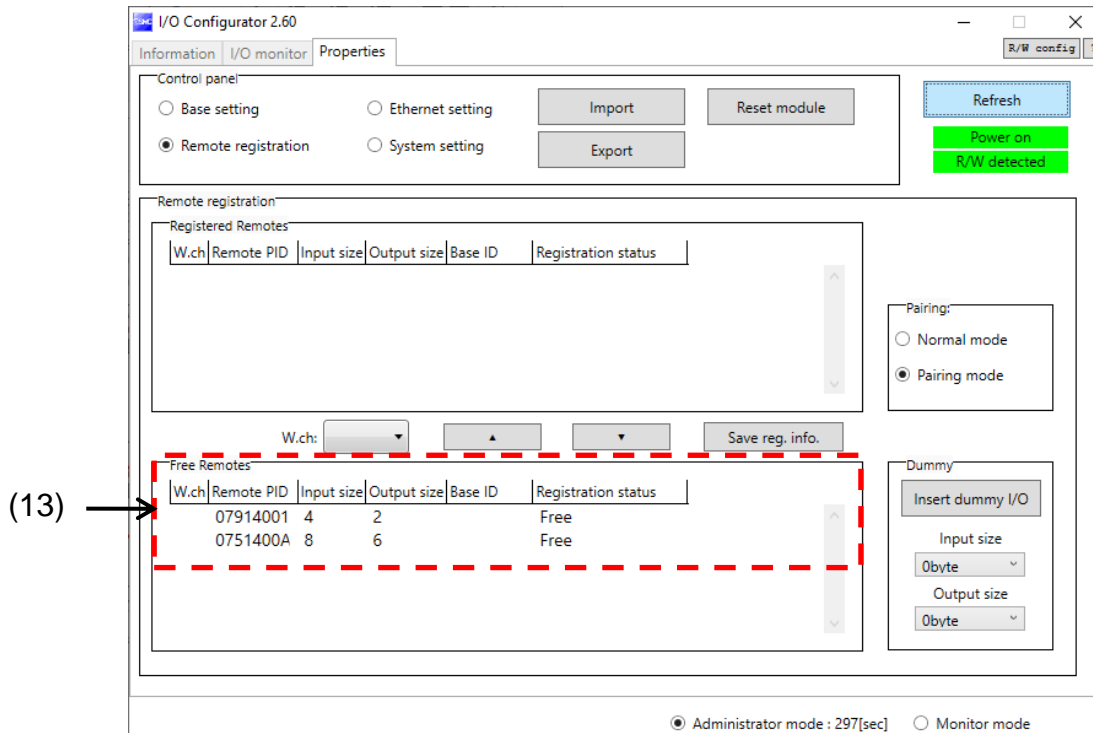 SMC I/O Configurator 2.60
Information I/O monitor Properties
R/W config
Control panel
Base setting Ethernet setting Import Reset module
Remote registration System setting Export
Refresh
Power on
R/W detected
Remote registration
Registered Remotes
W.ch Remote PID Input size Output size Base ID Registration status
Pairing:
Normal mode
Pairing mode
W.ch: ▲ ▼ Save reg. info.
Free Remotes
W.ch Remote PID Input size Output size Base ID Registration status
07914001 4 2 Free
0751400A 8 6 Free
(13)
Dummy
Insert dummy I/O
Input size
0byte
Output size
0byte
Administrator mode : 297[sec] Monitor mode